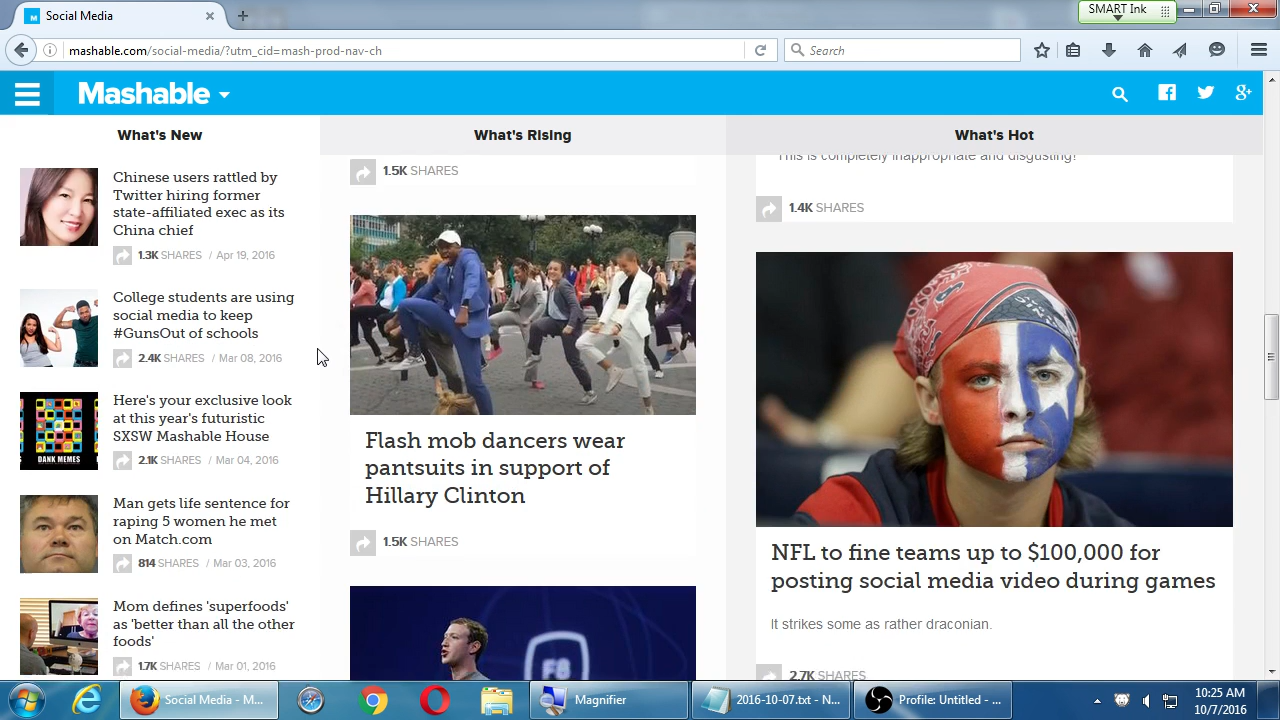 Social Media
SMART Ink
mashable.com/social-media/?utm_cid=mash-prod-nav-ch
Search
Mashable
What's New
What's Rising
What's Hot
Chinese users rattled by
Twitter hiring former
state-affiliated exec as its
China chief
1.3K SHARES / Apr 19, 2016
College students are using
social media to keep
#GunsOut of schools
2.4K SHARES / Mar 08, 2016
Here's your exclusive look
at this year's futuristic
SXSW Mashable House
DANK MEMES
2.1K SHARES / Mar 04, 2016
Man gets life sentence for
raping 5 women he met
on Match.com
814 SHARES / Mar 03, 2016
Mom defines 'superfoods'
as 'better than all the other
foods'
1.7K SHARES / Mar 01, 2016
1.5K SHARES
Flash mob dancers wear
pantsuits in support of
Hillary Clinton
1.5K SHARES
F8
This is completely inappropriate and disgusting!
1.4K SHARES
NFL to fine teams up to $100,000 for
posting social media video during games
It strikes some as rather draconian.
2.7K SHARES
Social Media - M...
Magnifier
2016-10-07.txt - N...
Profile: Untitled - ...
10:25 AM
10/7/2016